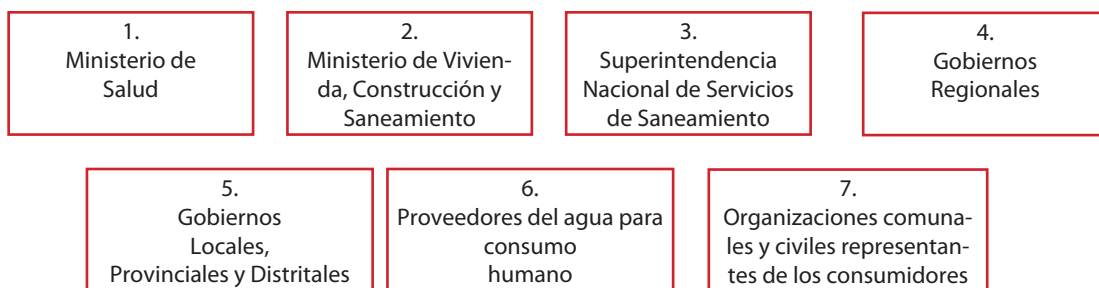 1.
Ministerio de
Salud
2.
Ministerio de Vivien-
da, Construcción y
Saneamiento
3.
Superintendencia
Nacional de Servicios
de Saneamiento
4.
Gobiernos
Regionales
5.
Gobiernos
Locales,
Provinciales y Distritales
6.
Proveedores del agua para
consumo
humano
7.
Organizaciones comuna-
les y civiles representan-
tes de los consumidores